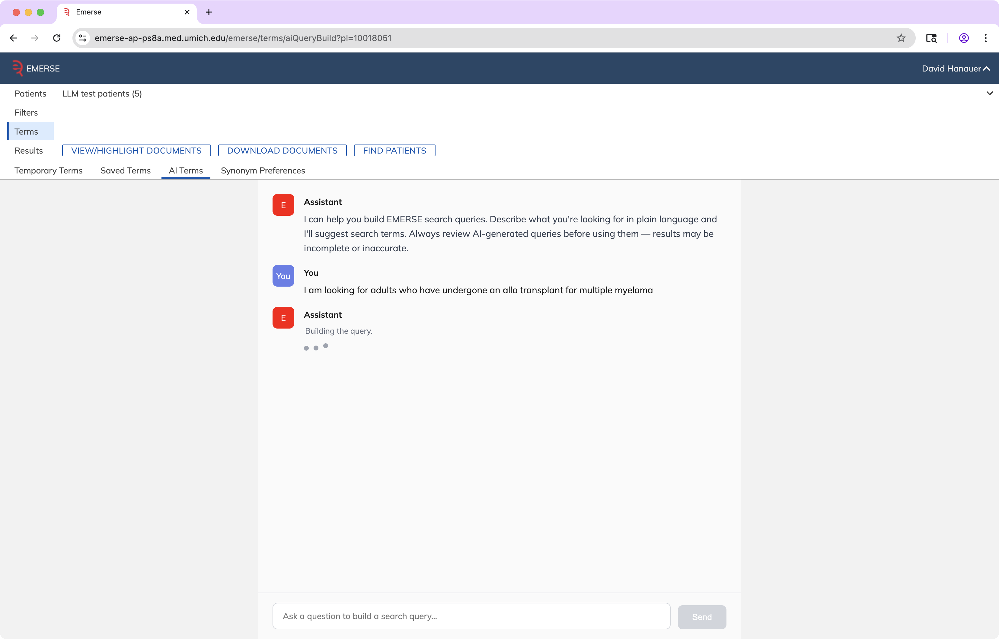 Emerse
emerse-ap-ps8a.med.umich.edu/emerse/terms/aiQueryBuild?pl=10018051
EMERSE
David Hanauer
Patients LLM test patients (5)
Filters
Terms
Results VIEW/HIGHLIGHT DOCUMENTS DOWNLOAD DOCUMENTS FIND PATIENTS
Temporary Terms Saved Terms AI Terms Synonym Preferences
E Assistant
I can help you build EMERSE search queries. Describe what you're looking for in plain language and
I'll suggest search terms. Always review AI-generated queries before using them — results may be
incomplete or inaccurate.
You You
I am looking for adults who have undergone an allo transplant for multiple myeloma
E Assistant
Building the query.
Ask a question to build a search query...
Send